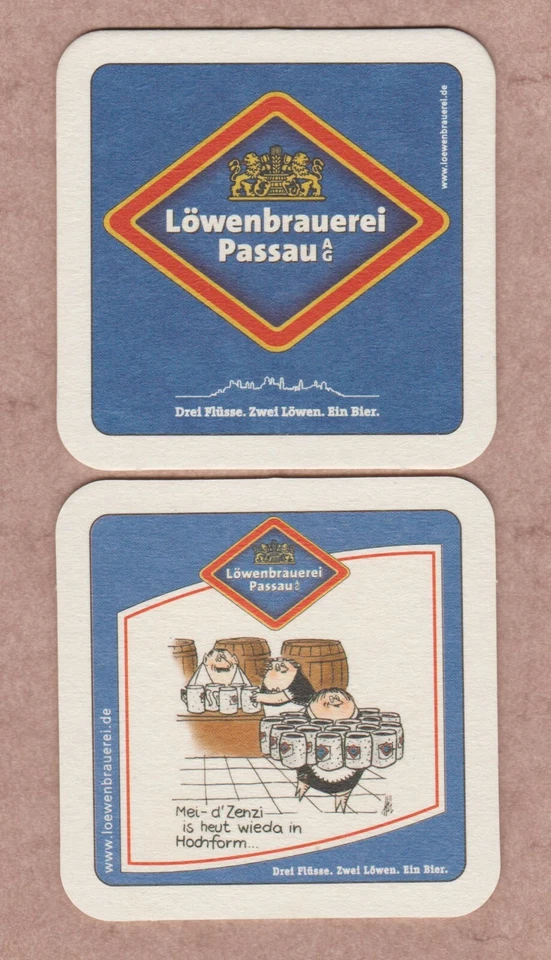 www.loewenbrauerei.de
Löwenbrauerei
Passau AG
Drei Flüsse. Zwei Löwen. Ein Bier.
Löwenbrauerei
Passau AG
www.loewenbrauerei.de
Mei- d'Zenzi
is heut wieda in
Hochform...
Drei Flüsse. Zwei Löwen. Ein Bier.